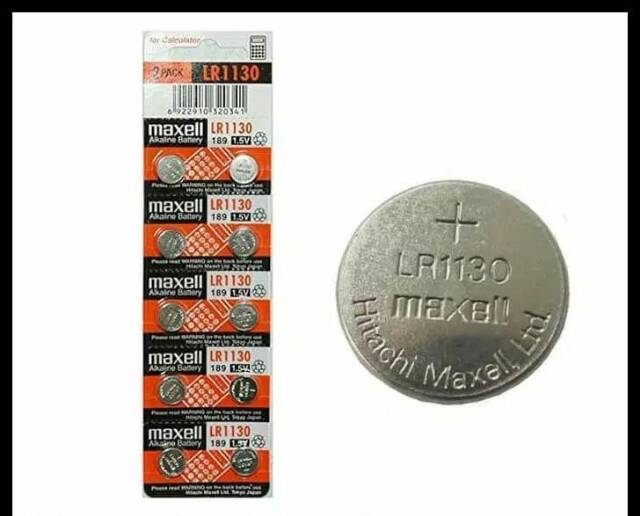 for Calculator
2 PACK LR1130
6 922910 320341
maxell LR1130
Alkaline Battery 189 1.5V
Please read WARNING on the back before use
Hitachi Maxell Ltd. Tokyo Japan
maxell LR1130
Alkaline Battery 189 1.5V
Please read WARNING on the back before use
Hitachi Maxell Ltd. Tokyo Japan
maxell LR1130
Alkaline Battery 189 1.5V
Please read WARNING on the back before use
Hitachi Maxell Ltd. Tokyo Japan
maxell LR1130
Alkaline Battery 189 1.5V
Please read WARNING on the back before use
Hitachi Maxell Ltd. Tokyo Japan
maxell LR1130
Alkaline Battery 189 1.5V
Please read WARNING on the back before use
Hitachi Maxell Ltd. Tokyo Japan
+
LR1130
maxell
Hitachi Maxell, Ltd.